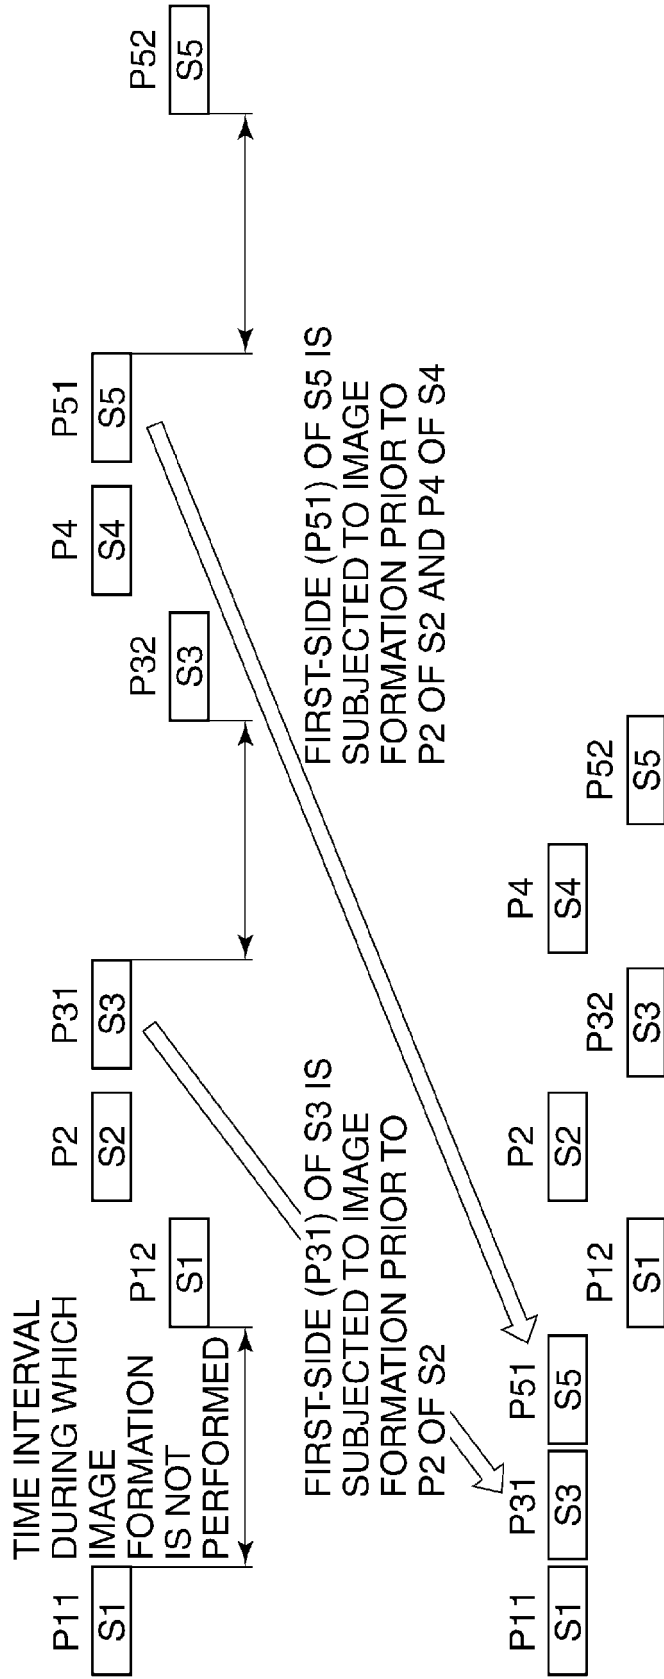 TIME INTERVAL
DURING WHICH
IMAGE
FORMATION
IS NOT
PERFORMED
P11
S1
P12
S1
P2
S2
P31
S3
P32
S3
P4
S4
P51
S5
P52
S5
FIRST-SIDE (P31) OF S3 IS
SUBJECTED TO IMAGE
FORMATION PRIOR TO
P2 OF S2
FIRST-SIDE (P51) OF S5 IS
SUBJECTED TO IMAGE
FORMATION PRIOR TO
P2 OF S2 AND P4 OF S4
P11
S1
P31
S3
P51
S5
P12
S1
P2
S2
P32
S3
P4
S4
P52
S5